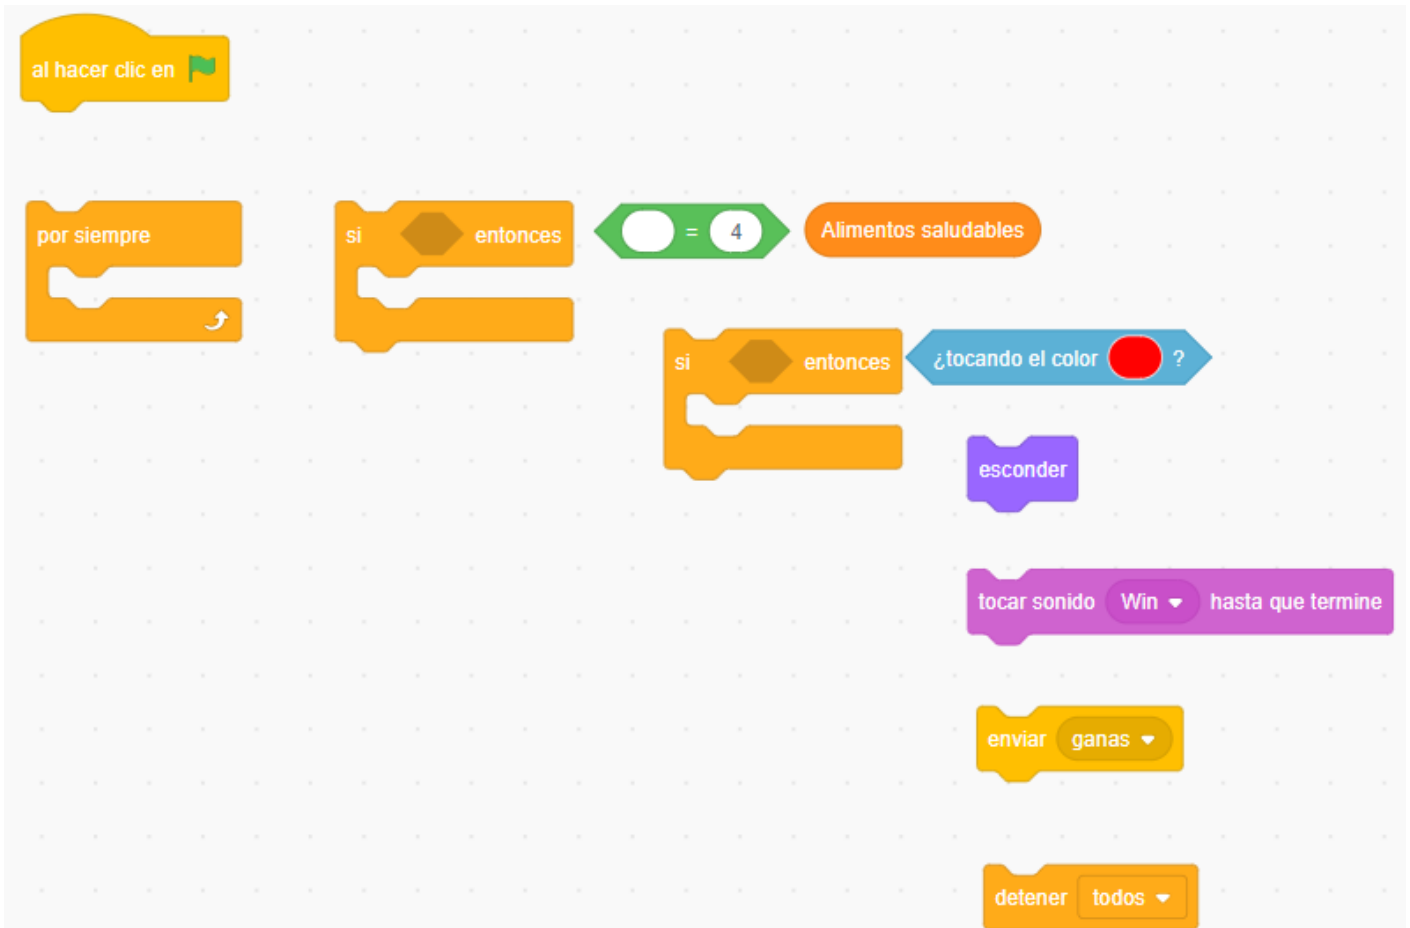 al hacer clic en
por siempre
si entonces
= 4
Alimentos saludables
si entonces
¿tocando el color ?
esconder
tocar sonido Win hasta que termine
enviar ganas
detener todos